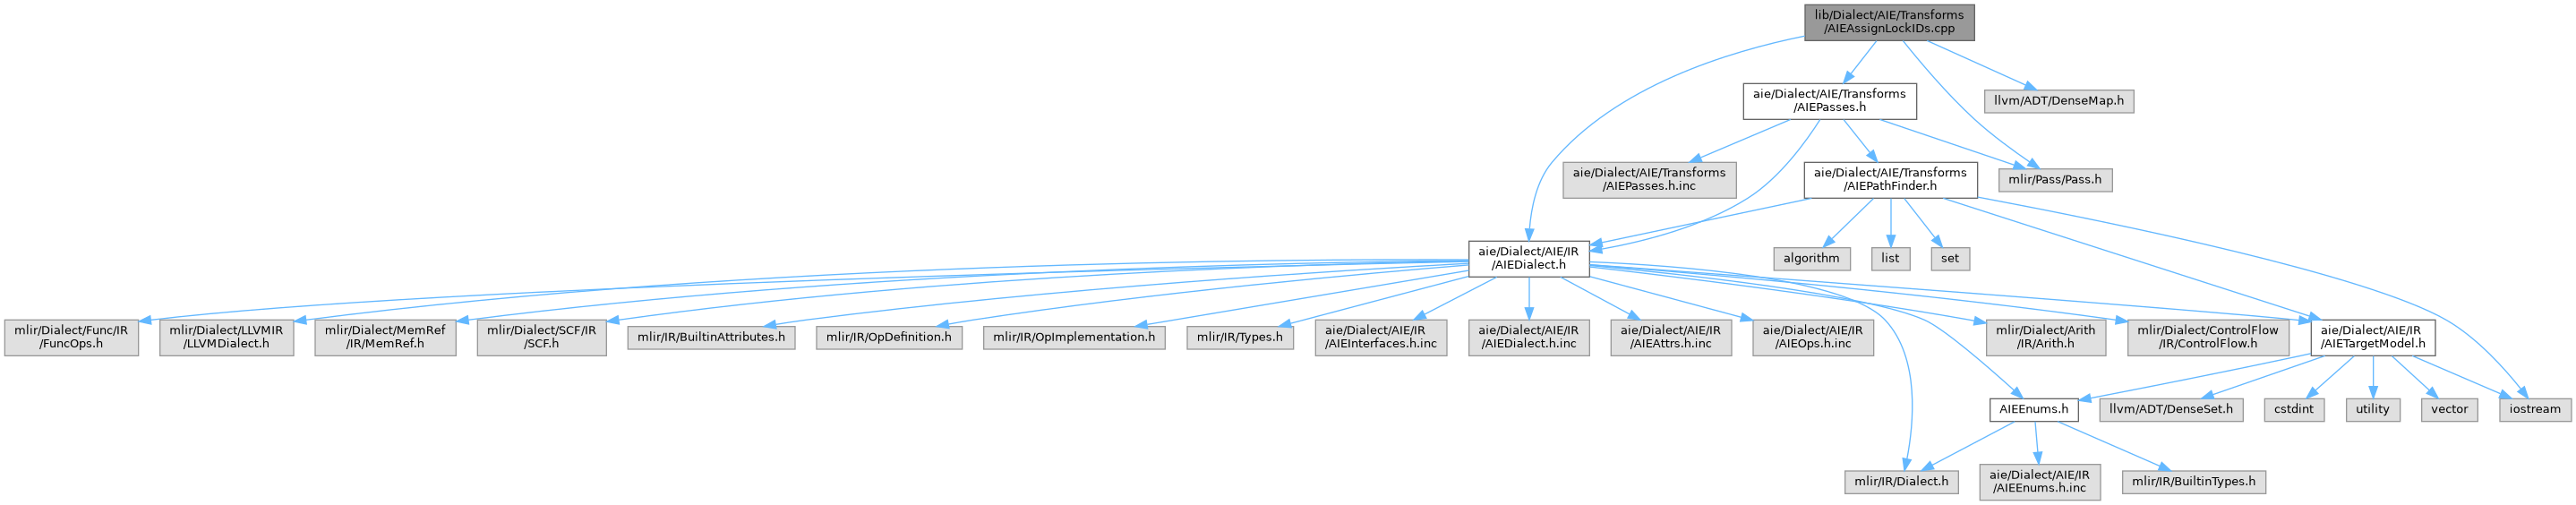 lib/Dialect/AIE/Transforms
/AIEAssignLockIDs.cpp
aie/Dialect/AIE/Transforms
/AIEPasses.h
llvm/ADT/DenseMap.h
aie/Dialect/AIE/Transforms
/AIEPasses.h.inc
aie/Dialect/AIE/Transforms
/AIEPathFinder.h
mlir/Pass/Pass.h
aie/Dialect/AIE/IR
/AIEDialect.h
algorithm
list
set
mlir/Dialect/Func/IR
/FuncOps.h
mlir/Dialect/LLVMIR
/LLVMDialect.h
mlir/Dialect/MemRef
/IR/MemRef.h
mlir/Dialect/SCF/IR
/SCF.h
mlir/IR/BuiltinAttributes.h
mlir/IR/OpDefinition.h
mlir/IR/OpImplementation.h
mlir/IR/Types.h
aie/Dialect/AIE/IR
/AIEInterfaces.h.inc
aie/Dialect/AIE/IR
/AIEDialect.h.inc
aie/Dialect/AIE/IR
/AIEAttrs.h.inc
aie/Dialect/AIE/IR
/AIEOps.h.inc
mlir/Dialect/Arith
/IR/Arith.h
mlir/Dialect/ControlFlow
/IR/ControlFlow.h
aie/Dialect/AIE/IR
/AIETargetModel.h
AIEEnums.h
llvm/ADT/DenseSet.h
cstdint
utility
vector
iostream
mlir/IR/Dialect.h
aie/Dialect/AIE/IR
/AIEEnums.h.inc
mlir/IR/BuiltinTypes.h